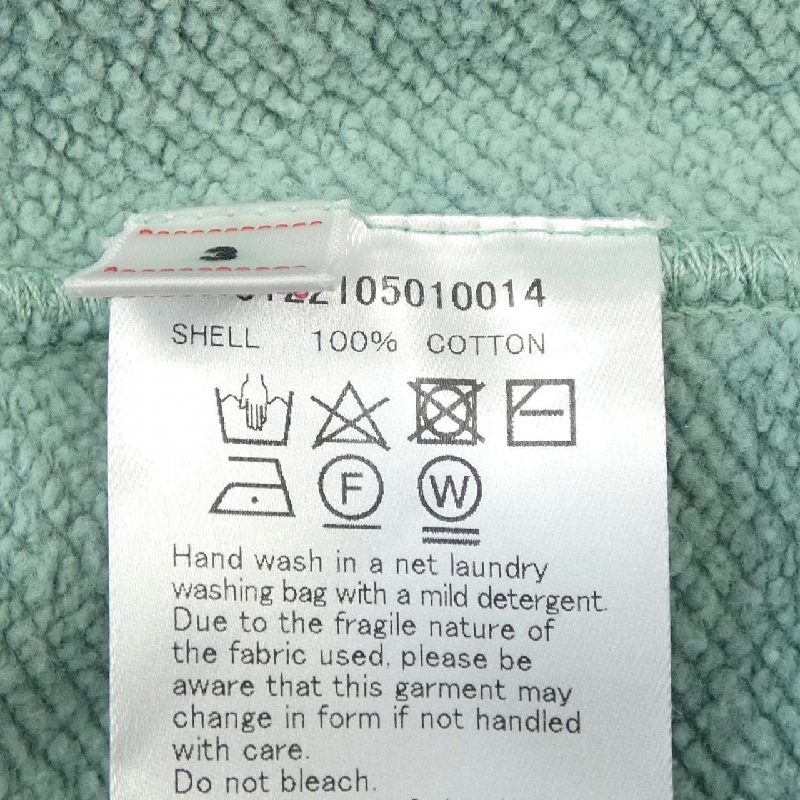 3
105010014
SHELL 100% COTTON
F W
Hand wash in a net laundry
washing bag with a mild detergent.
Due to the fragile nature of
the fabric used, please be
aware that this garment may
change in form if not handled
with care.
Do not bleach.